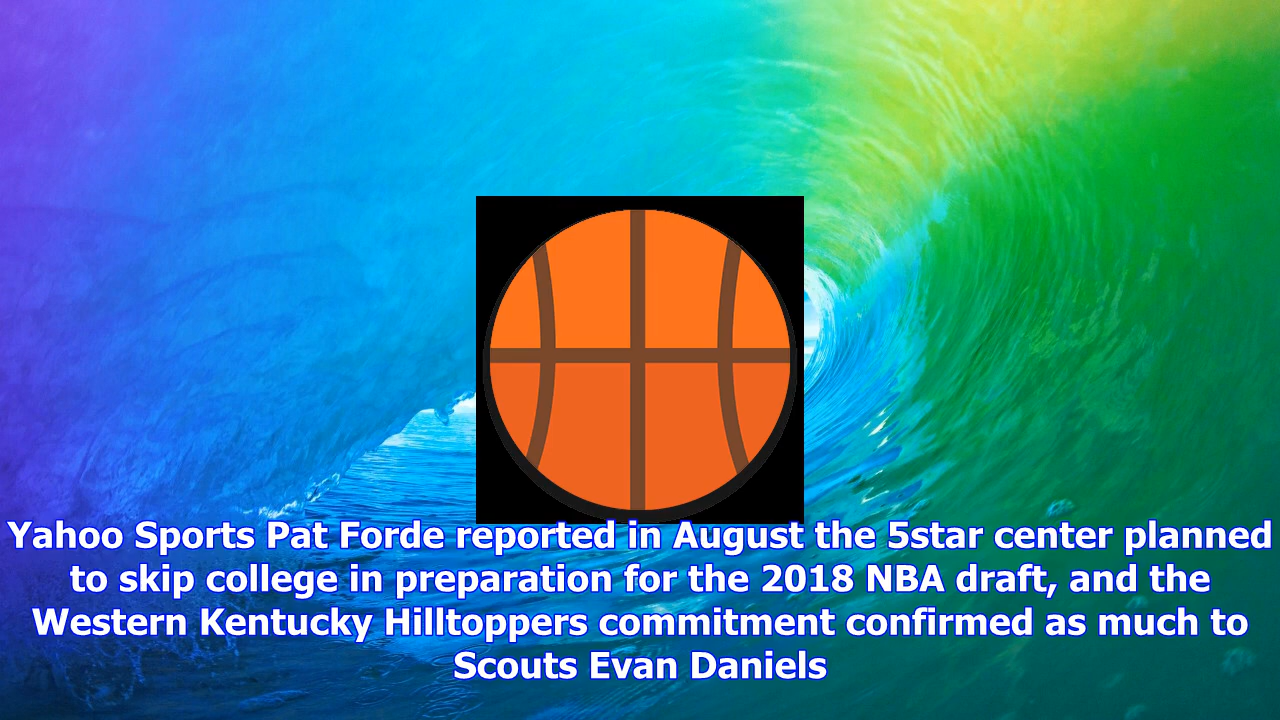 Yahoo Sports Pat Forde reported in August the 5star center planned
to skip college in preparation for the 2018 NBA draft, and the
Western Kentucky Hilltoppers commitment confirmed as much to
Scouts Evan Daniels